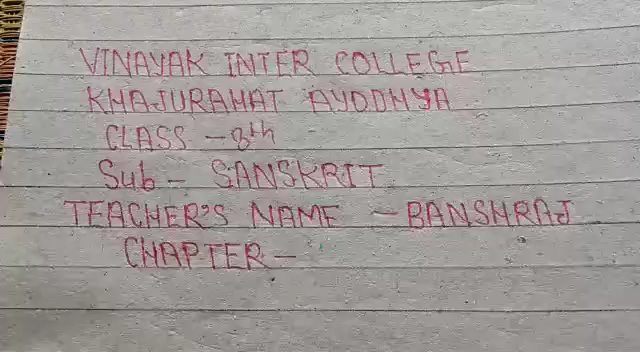 VINAYAK INTER COLLEGE
KHAJURAHAT AYODHYA
CLASS - 8th
Sub - SANSKRIT
TEACHER'S NAME - BANSHRAJ
CHAPTER -